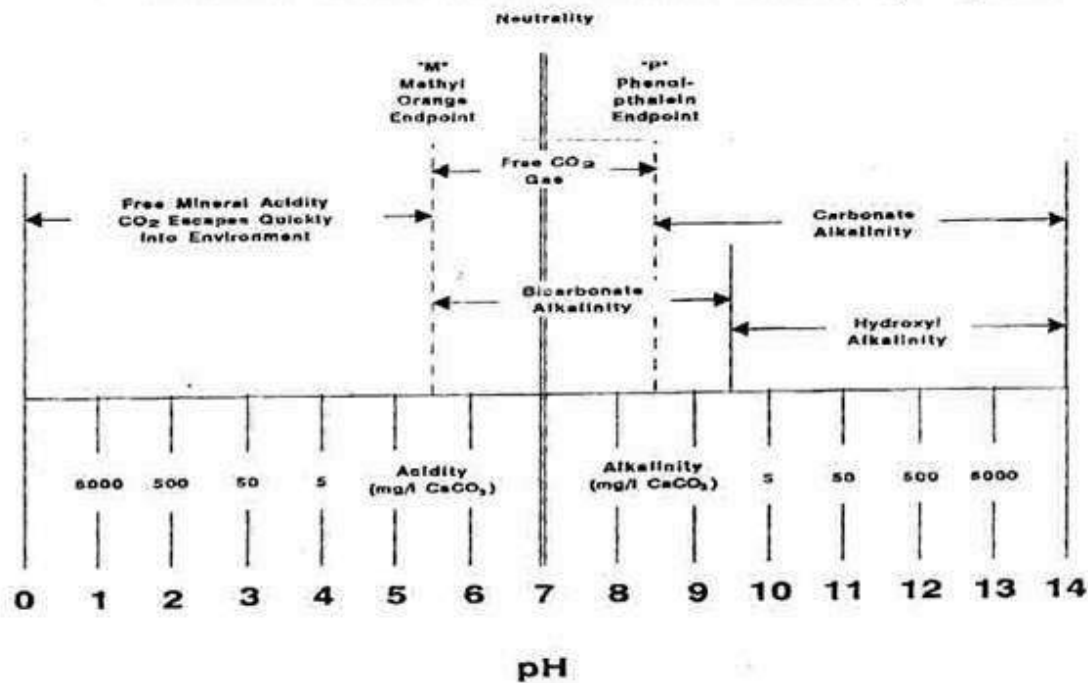 Neutrality
"M"
Methyl
Orange
Endpoint
"P"
Phenol-
pthalein
Endpoint
Free CO₂
Gas
Free Mineral Acidity
CO₂ Escapes Quickly
Into Environment
Carbonate
Alkalinity
Bicarbonate
Alkalinity
Hydroxyl
Alkalinity
5000 500 50 5 Acidity
(mg/l CaCO₃)
Alkalinity
(mg/l CaCO₃) 5 50 500 5000
0 1 2 3 4 5 6 7 8 9 10 11 12 13 14
pH